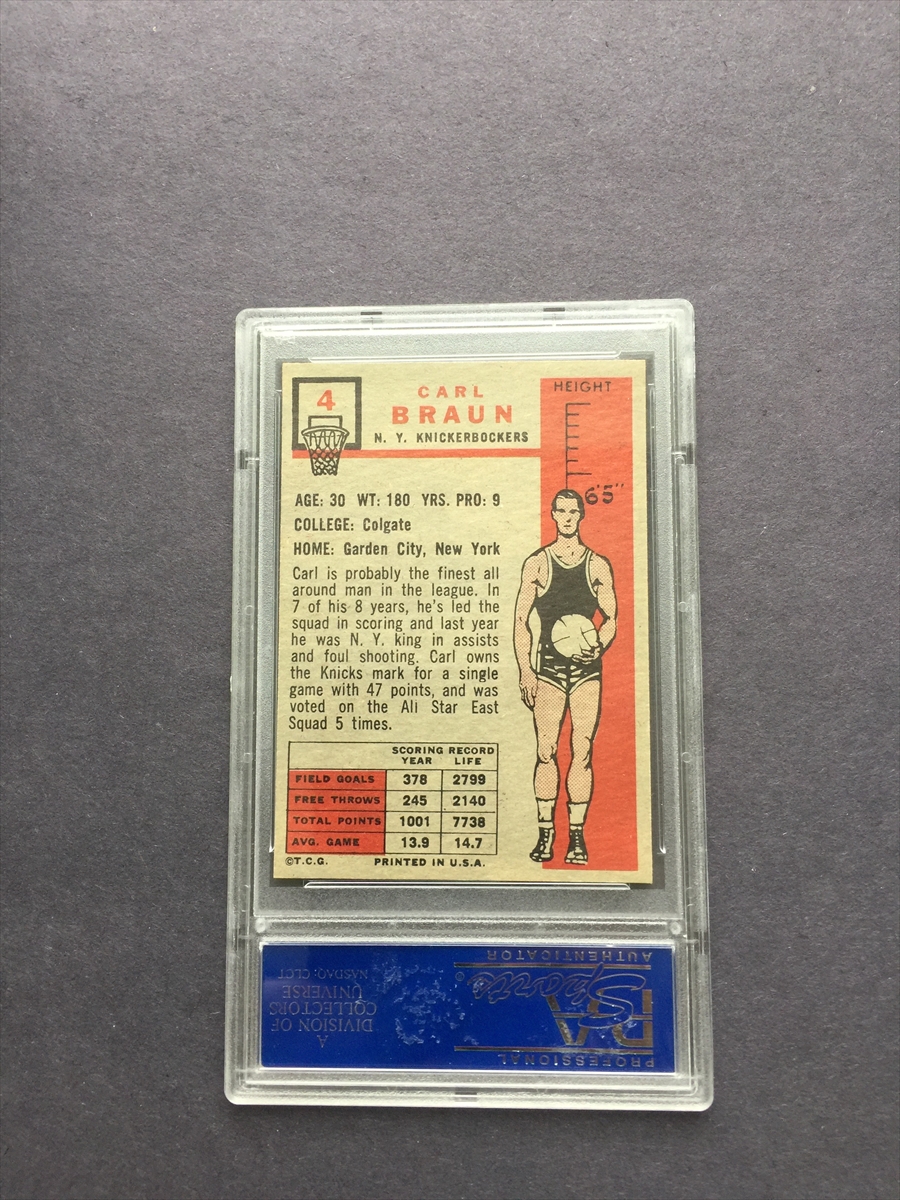 4
CARL
BRAUN
N. Y. KNICKERBOCKERS
HEIGHT
6'5"
AGE: 30 WT: 180 YRS. PRO: 9
COLLEGE: Colgate
HOME: Garden City, New York
Carl is probably the finest all
around man in the league. In
7 of his 8 years, he's led the
squad in scoring and last year
he was N. Y. king in assists
and foul shooting. Carl owns
the Knicks mark for a single
game with 47 points, and was
voted on the All Star East
Squad 5 times.
SCORING RECORD
YEAR LIFE
FIELD GOALS 378 2799
FREE THROWS 245 2140
TOTAL POINTS 1001 7738
AVG. GAME 13.9 14.7
©T.C.G. PRINTED IN U.S.A.
PROFESSIONAL
PSA
Sports
AUTHENTICATOR
A
DIVISION OF
COLLECTORS
UNIVERSE
NASDAQ: CLCT